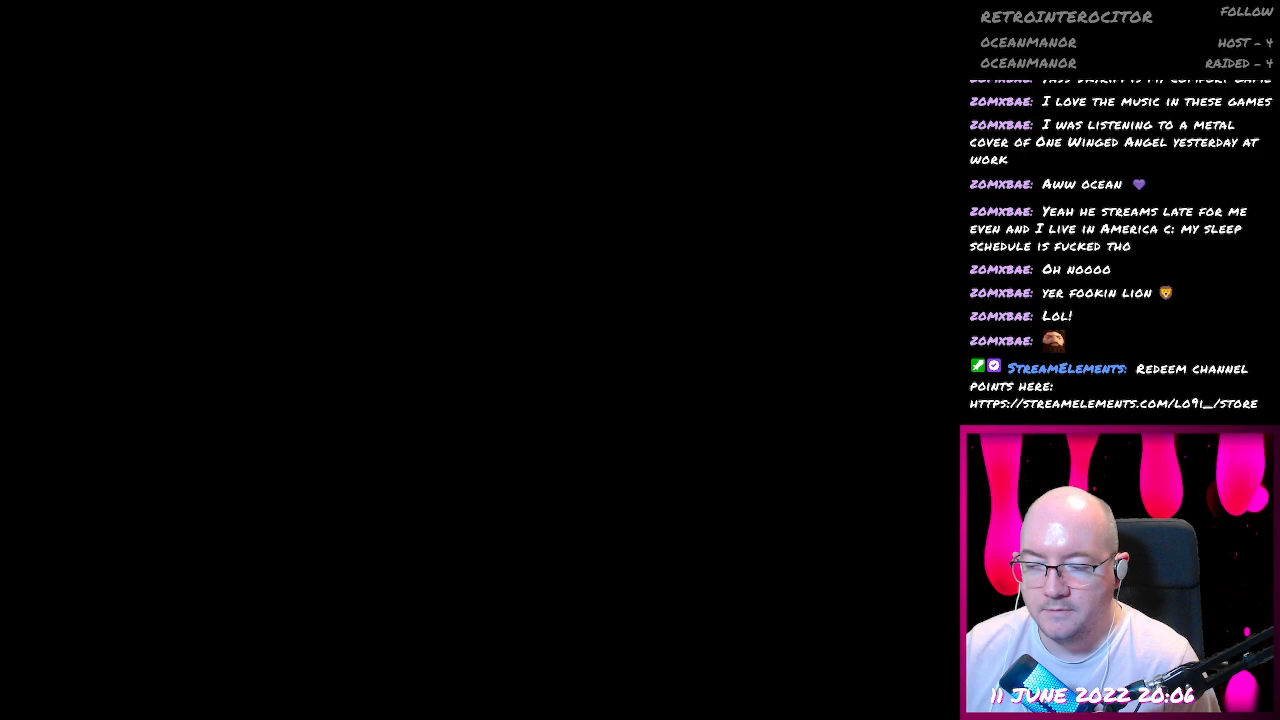 RETROINTEROCITOR FOLLOW
OCEANMANOR HOST - 4
OCEANMANOR RAIDED - 4
ZOMXBAE: I LOVE THE MUSIC IN THESE GAMES
ZOMXBAE: I WAS LISTENING TO A METAL
COVER OF ONE WINGED ANGEL YESTERDAY AT
WORK
ZOMXBAE: AWW OCEAN 💜
ZOMXBAE: YEAH HE STREAMS LATE FOR ME
EVEN AND I LIVE IN AMERICA C: MY SLEEP
SCHEDULE IS FUCKED THO
ZOMXBAE: OH NOOOO
ZOMXBAE: YER FOOKIN LION 🦁
ZOMXBAE: LOL!
ZOMXBAE:
STREAMELEMENTS: REDEEM CHANNEL
POINTS HERE:
HTTPS://STREAMELEMENTS.COM/LO91_/STORE
11 JUNE 2022 20:06